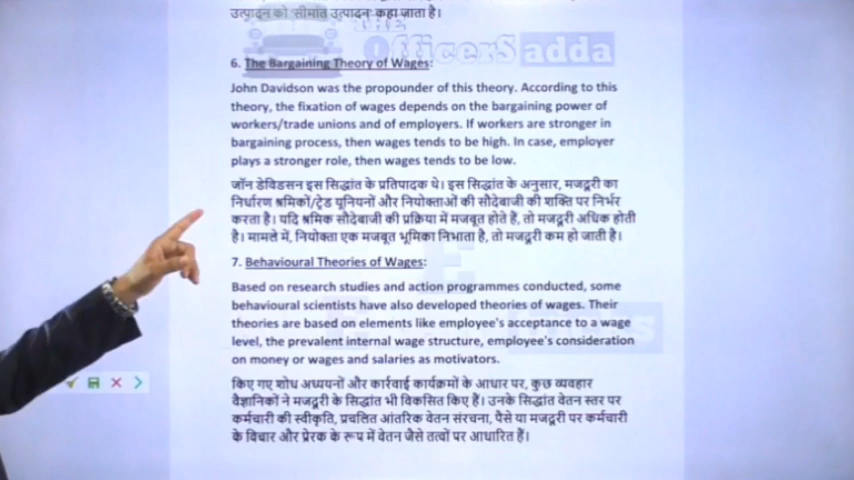 उत्पादन को 'सीमांत उत्पादन' कहा जाता है।
THE
OfficerS adda
6. The Bargaining Theory of Wages:
John Davidson was the propounder of this theory. According to this
theory, the fixation of wages depends on the bargaining power of
workers/trade unions and of employers. If workers are stronger in
bargaining process, then wages tends to be high. In case, employer
plays a stronger role, then wages tends to be low.
जॉन डेविडसन इस सिद्धांत के प्रतिपादक थे। इस सिद्धांत के अनुसार, मजदूरी का
निर्धारण श्रमिकों/ट्रेड यूनियनों और नियोक्ताओं की सौदेबाजी की शक्ति पर निर्भर
करता है। यदि श्रमिक सौदेबाजी की प्रक्रिया में मजबूत होते हैं, तो मजदूरी अधिक होती
है। मामले में, नियोक्ता एक मजबूत भूमिका निभाता है, तो मजदूरी कम हो जाती है।
7. Behavioural Theories of Wages:
Based on research studies and action programmes conducted, some
behavioural scientists have also developed theories of wages. Their
theories are based on elements like employee's acceptance to a wage
level, the prevalent internal wage structure, employee's consideration
on money or wages and salaries as motivators.
किए गए शोध अध्ययनों और कार्रवाई कार्यक्रमों के आधार पर, कुछ व्यवहार
वैज्ञानिकों ने मजदूरी के सिद्धांत भी विकसित किए हैं। उनके सिद्धांत वेतन स्तर पर
कर्मचारी की स्वीकृति, प्रचलित आंतरिक वेतन संरचना, पैसे या मजदूरी पर कर्मचारी
के विचार और प्रेरक के रूप में वेतन जैसे तत्वों पर आधारित हैं।